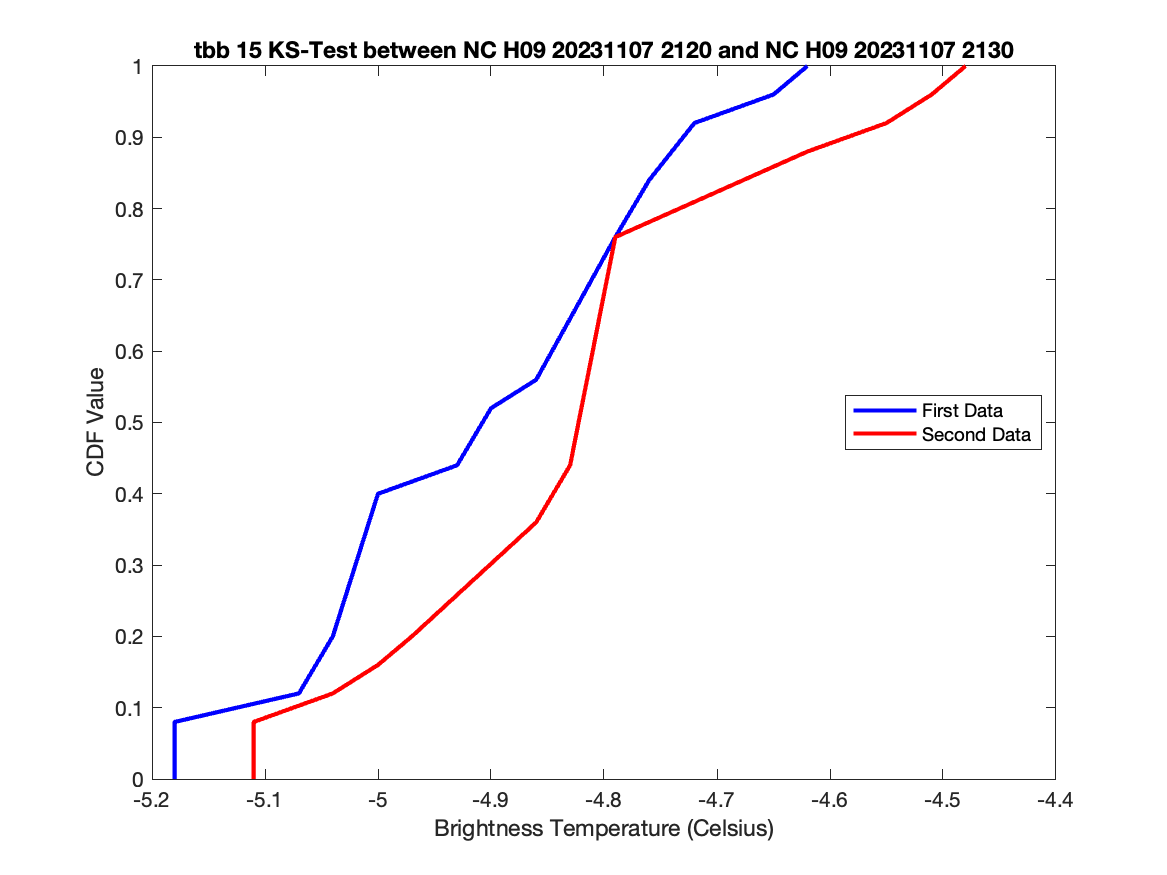 tbb 15 KS-Test between NC H09 20231107 2120 and NC H09 20231107 2130
1
0.9
0.8
0.7
0.6
0.5
0.4
0.3
0.2
0.1
0
CDF Value
First Data
Second Data
-5.2 -5.1 -5 -4.9 -4.8 -4.7 -4.6 -4.5 -4.4
Brightness Temperature (Celsius)